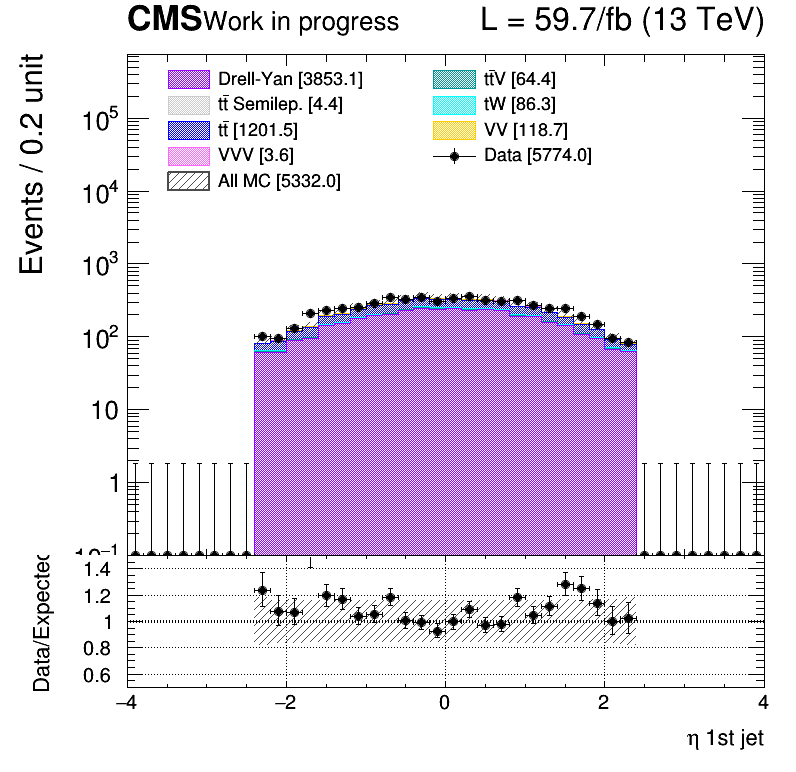 CMS Work in progress L = 59.7/fb (13 TeV)
Events / 0.2 unit
Drell-Yan [3853.1] tt̄V [64.4]
tt̄ Semilep. [4.4] tW [86.3]
tt̄ [1201.5] VV [118.7]
VVV [3.6] Data [5774.0]
All MC [5332.0]
10⁵
10⁴
10³
10²
10
1
10⁻¹
Data/Expected
1.4
1.2
1
0.8
0.6
−4 −2 0 2 4
η 1st jet